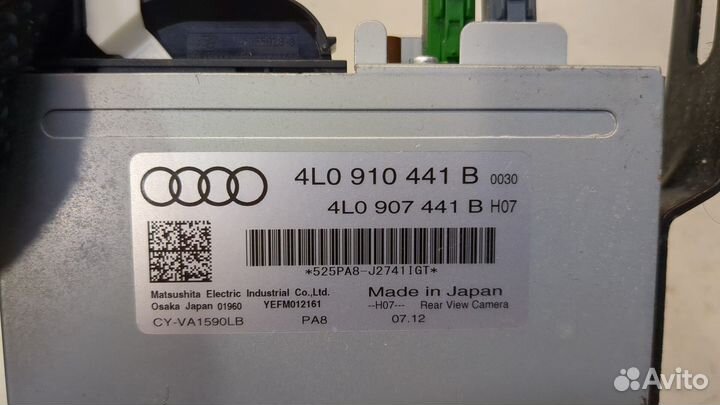 4L0 910 441 B 0030
4L0 907 441 B H07
*525PA8-J2741IGT*
Matsushita Electric Industrial Co.,Ltd.
Osaka Japan 01960 YEFM012161
CY-VA1590LB PA8
Made in Japan
--H07--- Rear View Camera
07.12
Avito